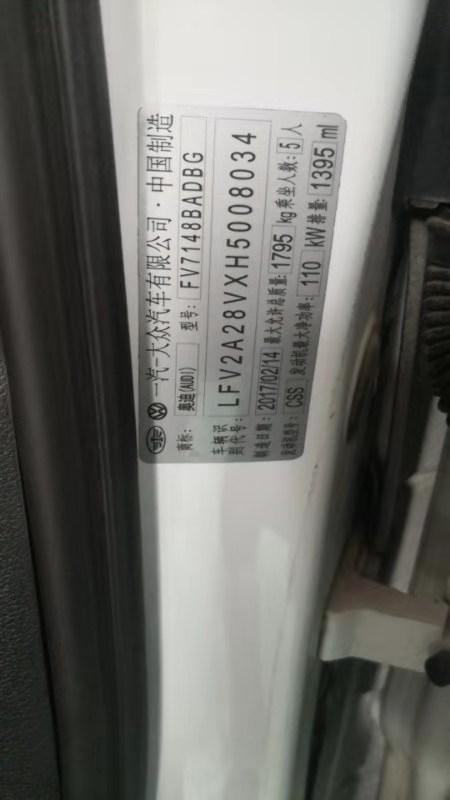 一汽-大众汽车有限公司·中国制造
商标: 奥迪(AUDI) 型号: FV7148BADBG
车辆识别代号: LFV2A28VXH5008034
制造日期: 2017/02/14 最大允许总质量: 1795 kg 乘坐人数: 5 人
发动机型号: CSS 发动机最大净功率: 110 kW 排量: 1395 ml